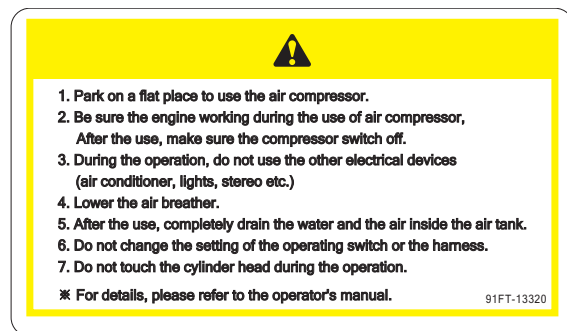 1. Park on a flat place to use the air compressor.
2. Be sure the engine working during the use of air compressor,
After the use, make sure the compressor switch off.
3. During the operation, do not use the other electrical devices
(air conditioner, lights, stereo etc.)
4. Lower the air breather.
5. After the use, completely drain the water and the air inside the air tank.
6. Do not change the setting of the operating switch or the harness.
7. Do not touch the cylinder head during the operation.
※ For details, please refer to the operator's manual.
91FT-13320